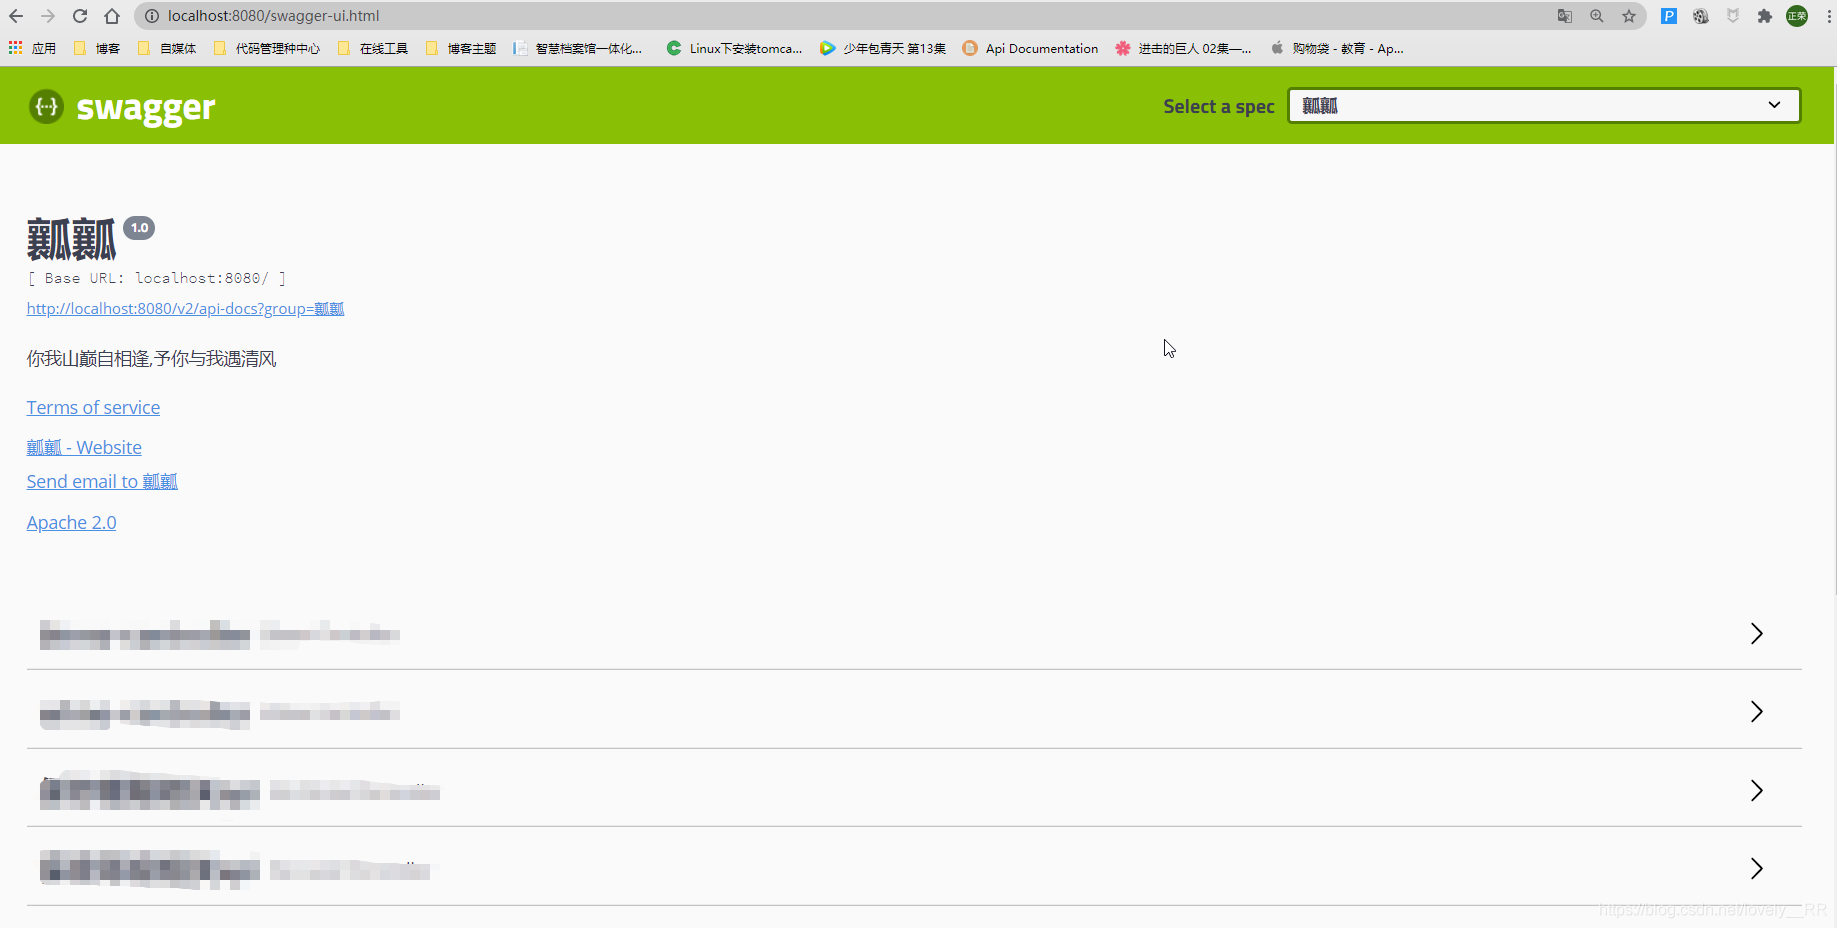 localhost:8080/swagger-ui.html
正荣
应用 博客 自媒体 代码管理种中心 在线工具 博客主题 智慧档案馆一体化... Linux下安装tomca... 少年包青天 第13集 Api Documentation 进击的巨人 02集—... 购物袋 - 教育 - Ap...
{···} swagger
Select a spec 瓤瓤
瓤瓤 1.0
[ Base URL: localhost:8080/ ]
http://localhost:8080/v2/api-docs?group=瓤瓤
你我山巅自相逢,予你与我遇清风
Terms of service
瓤瓤 - Website
Send email to 瓤瓤
Apache 2.0
https://blog.csdn.net/lovely__RR